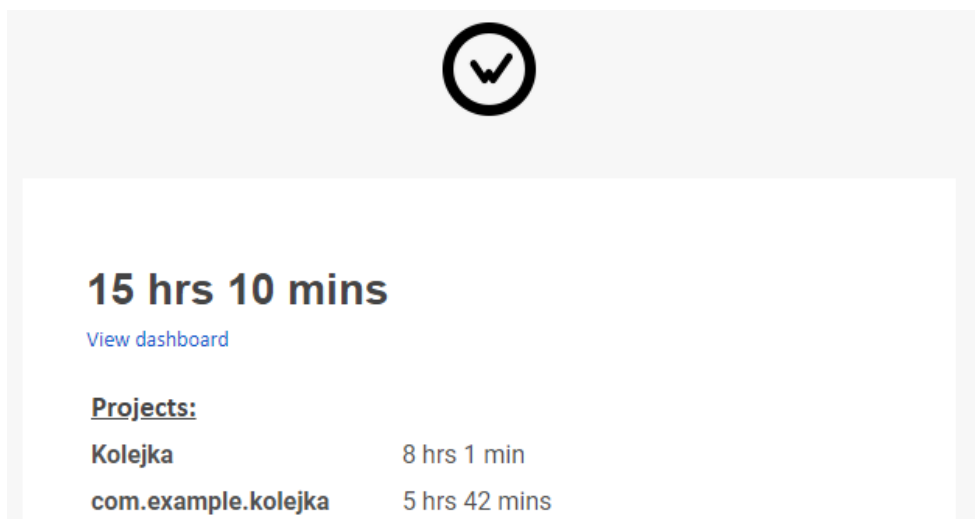 15 hrs 10 mins
View dashboard
Projects:
Kolejka 8 hrs 1 min
com.example.kolejka 5 hrs 42 mins